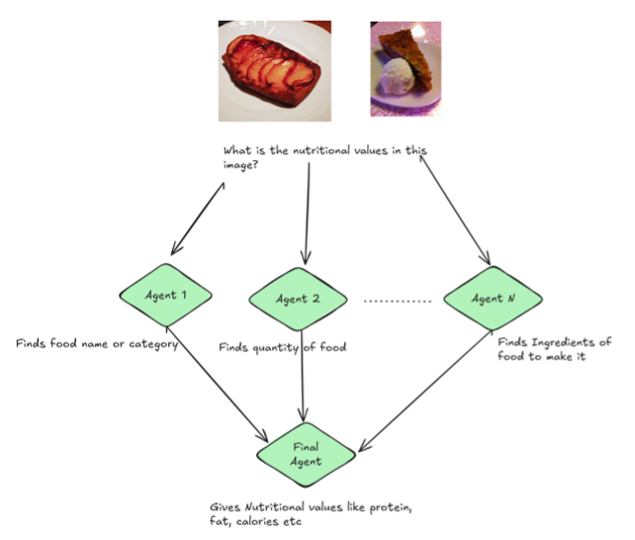 What is the nutritional values in this
image?
Agent 1
Agent 2
Agent N
Finds food name or category
Finds quantity of food
Finds Ingredients of
food to make it
Final
Agent
Gives Nutritional values like protein,
fat, calories etc